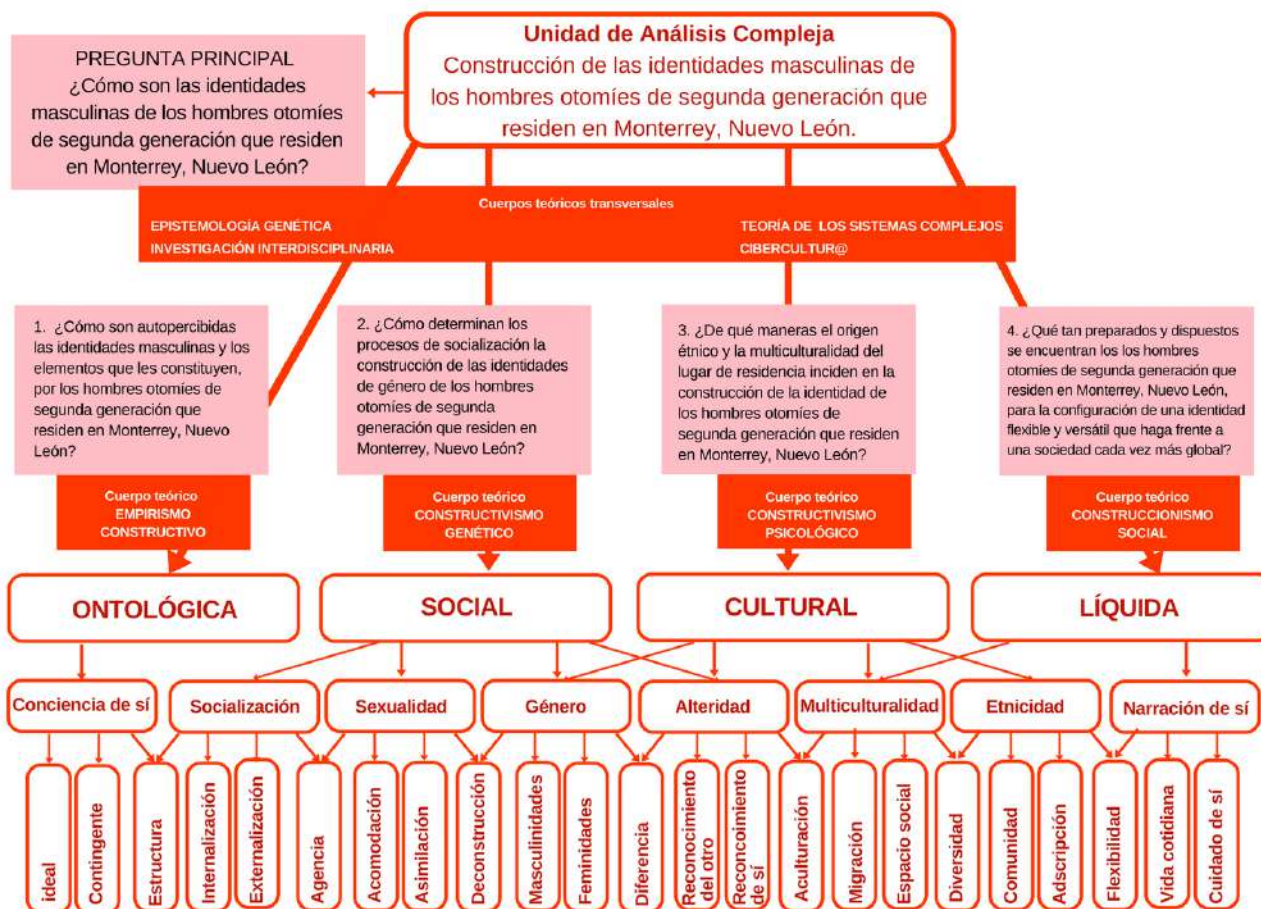 Unidad de Análisis Compleja
Construcción de las identidades masculinas de
los hombres otomíes de segunda generación que
residen en Monterrey, Nuevo León.
PREGUNTA PRINCIPAL
¿Cómo son las identidades
masculinas de los hombres otomíes
de segunda generación que residen
en Monterrey, Nuevo León?
Cuerpos teóricos transversales
EPISTEMOLOGÍA GENÉTICA
INVESTIGACIÓN INTERDISCIPLINARIA
TEORÍA DE LOS SISTEMAS COMPLEJOS
CIBERCULTUR@
1. ¿Cómo son autopercibidas
las identidades masculinas y los
elementos que les constituyen,
por los hombres otomíes de
segunda generación que
residen en Monterrey, Nuevo
León?
2. ¿Cómo determinan los
procesos de socialización la
construcción de las identidades
de género de los hombres
otomíes de segunda
generación que residen en
Monterrey, Nuevo León?
3. ¿De qué maneras el origen
étnico y la multiculturalidad del
lugar de residencia inciden en la
construcción de la identidad de
los hombres otomíes de
segunda generación que residen
en Monterrey, Nuevo León?
4. ¿Qué tan preparados y dispuestos
se encuentran los los hombres
otomíes de segunda generación que
residen en Monterrey, Nuevo León,
para la configuración de una identidad
flexible y versátil que haga frente a
una sociedad cada vez más global?
Cuerpo teórico
EMPIRISMO
CONSTRUCTIVO
Cuerpo teórico
CONSTRUCTIVISMO
GENÉTICO
Cuerpo teórico
CONSTRUCTIVISMO
PSICOLÓGICO
Cuerpo teórico
CONSTRUCCIONISMO
SOCIAL
ONTOLÓGICA
SOCIAL
CULTURAL
LÍQUIDA
Conciencia de sí
Socialización
Sexualidad
Género
Alteridad
Multiculturalidad
Etnicidad
Narración de sí
ideal
Contingente
Estructura
Internalización
Externalización
Agencia
Acomodación
Asimilación
Deconstrucción
Masculinidades
Feminidades
Diferencia
Reconocimiento
del otro
Reconcoimiento
de sí
Aculturación
Migración
Espacio social
Diversidad
Comunidad
Adscripción
Flexibilidad
Vida cotidiana
Cuidado de sí